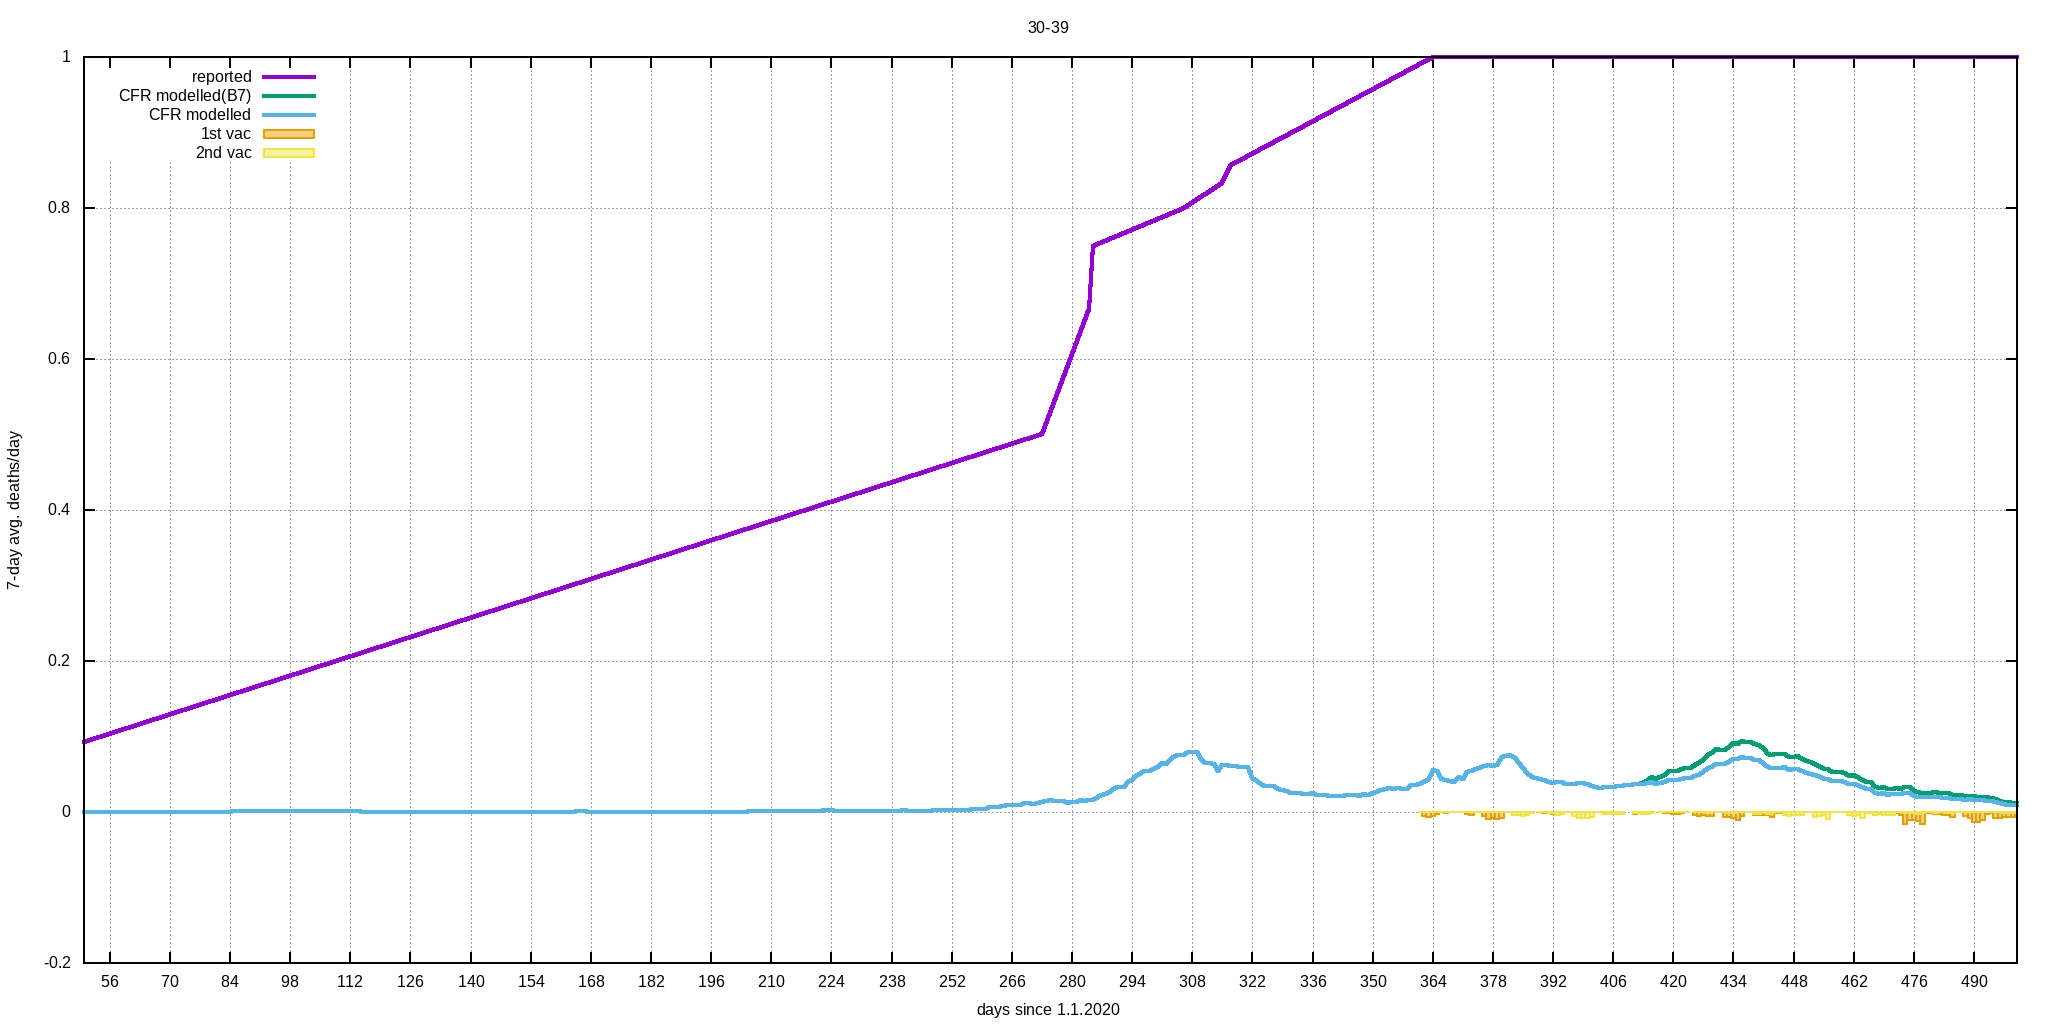 30-39
reported
CFR modelled(B7)
CFR modelled
1st vac
2nd vac
1
0.8
0.6
0.4
0.2
0
-0.2
7-day avg. deaths/day
56 70 84 98 112 126 140 154 168 182 196 210 224 238 252 266 280 294 308 322 336 350 364 378 392 406 420 434 448 462 476 490
days since 1.1.2020